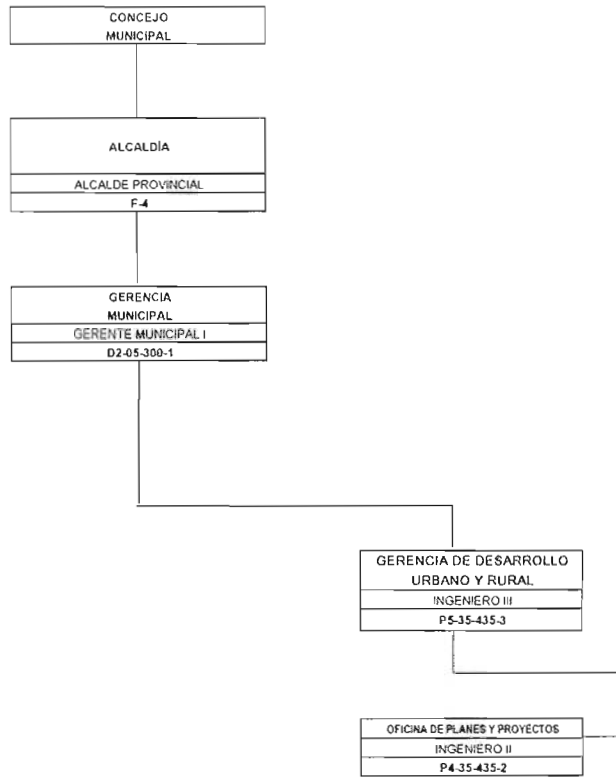 CONCEJO
MUNICIPAL
ALCALDÍA
ALCALDE PROVINCIAL
F-4
GERENCIA
MUNICIPAL
GERENTE MUNICIPAL I
D2-05-300-1
GERENCIA DE DESARROLLO
URBANO Y RURAL
INGENIERO III
P5-35-435-3
OFICINA DE PLANES Y PROYECTOS
INGENIERO II
P4-35-435-2